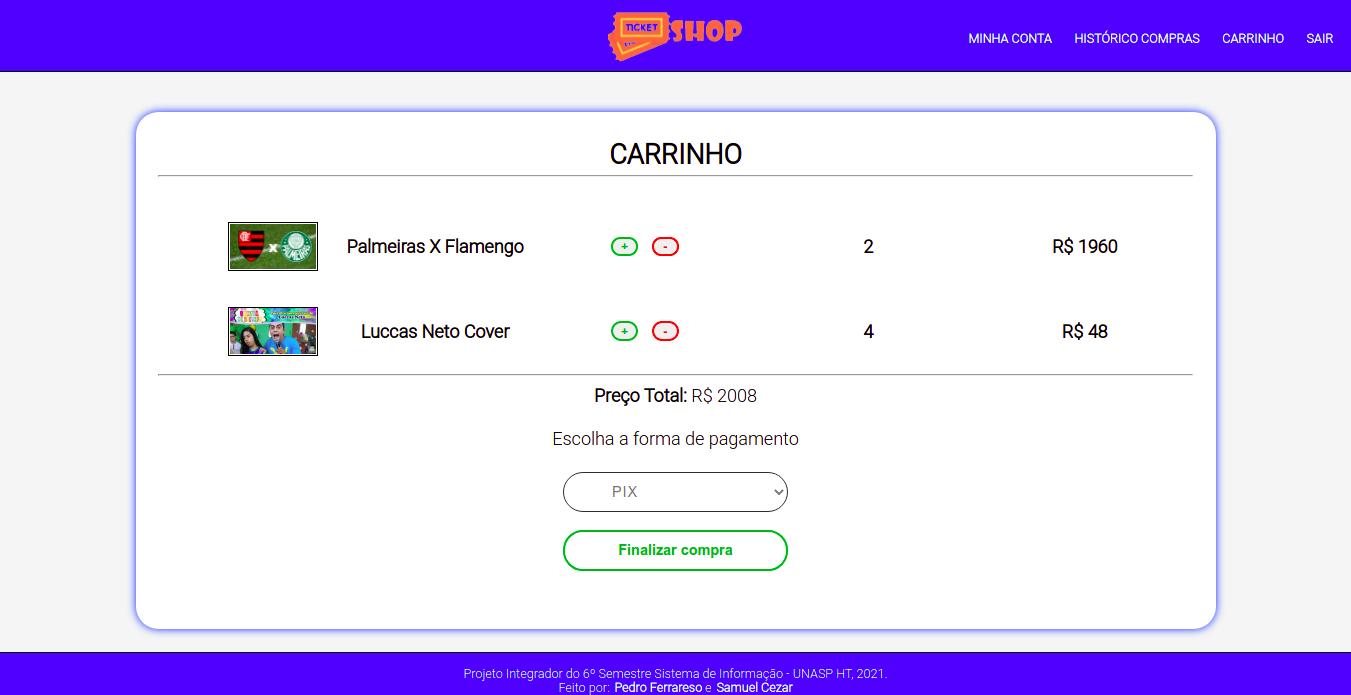 TICKET SHOP
MINHA CONTA HISTÓRICO COMPRAS CARRINHO SAIR
CARRINHO
Palmeiras X Flamengo + - 2 R$ 1960
Luccas Neto Cover + - 4 R$ 48
Preço Total: R$ 2008
Escolha a forma de pagamento
PIX
Finalizar compra
Projeto Integrador do 6º Semestre Sistema de Informação - UNASP HT, 2021.
Feito por: Pedro Ferrareso e Samuel Cezar